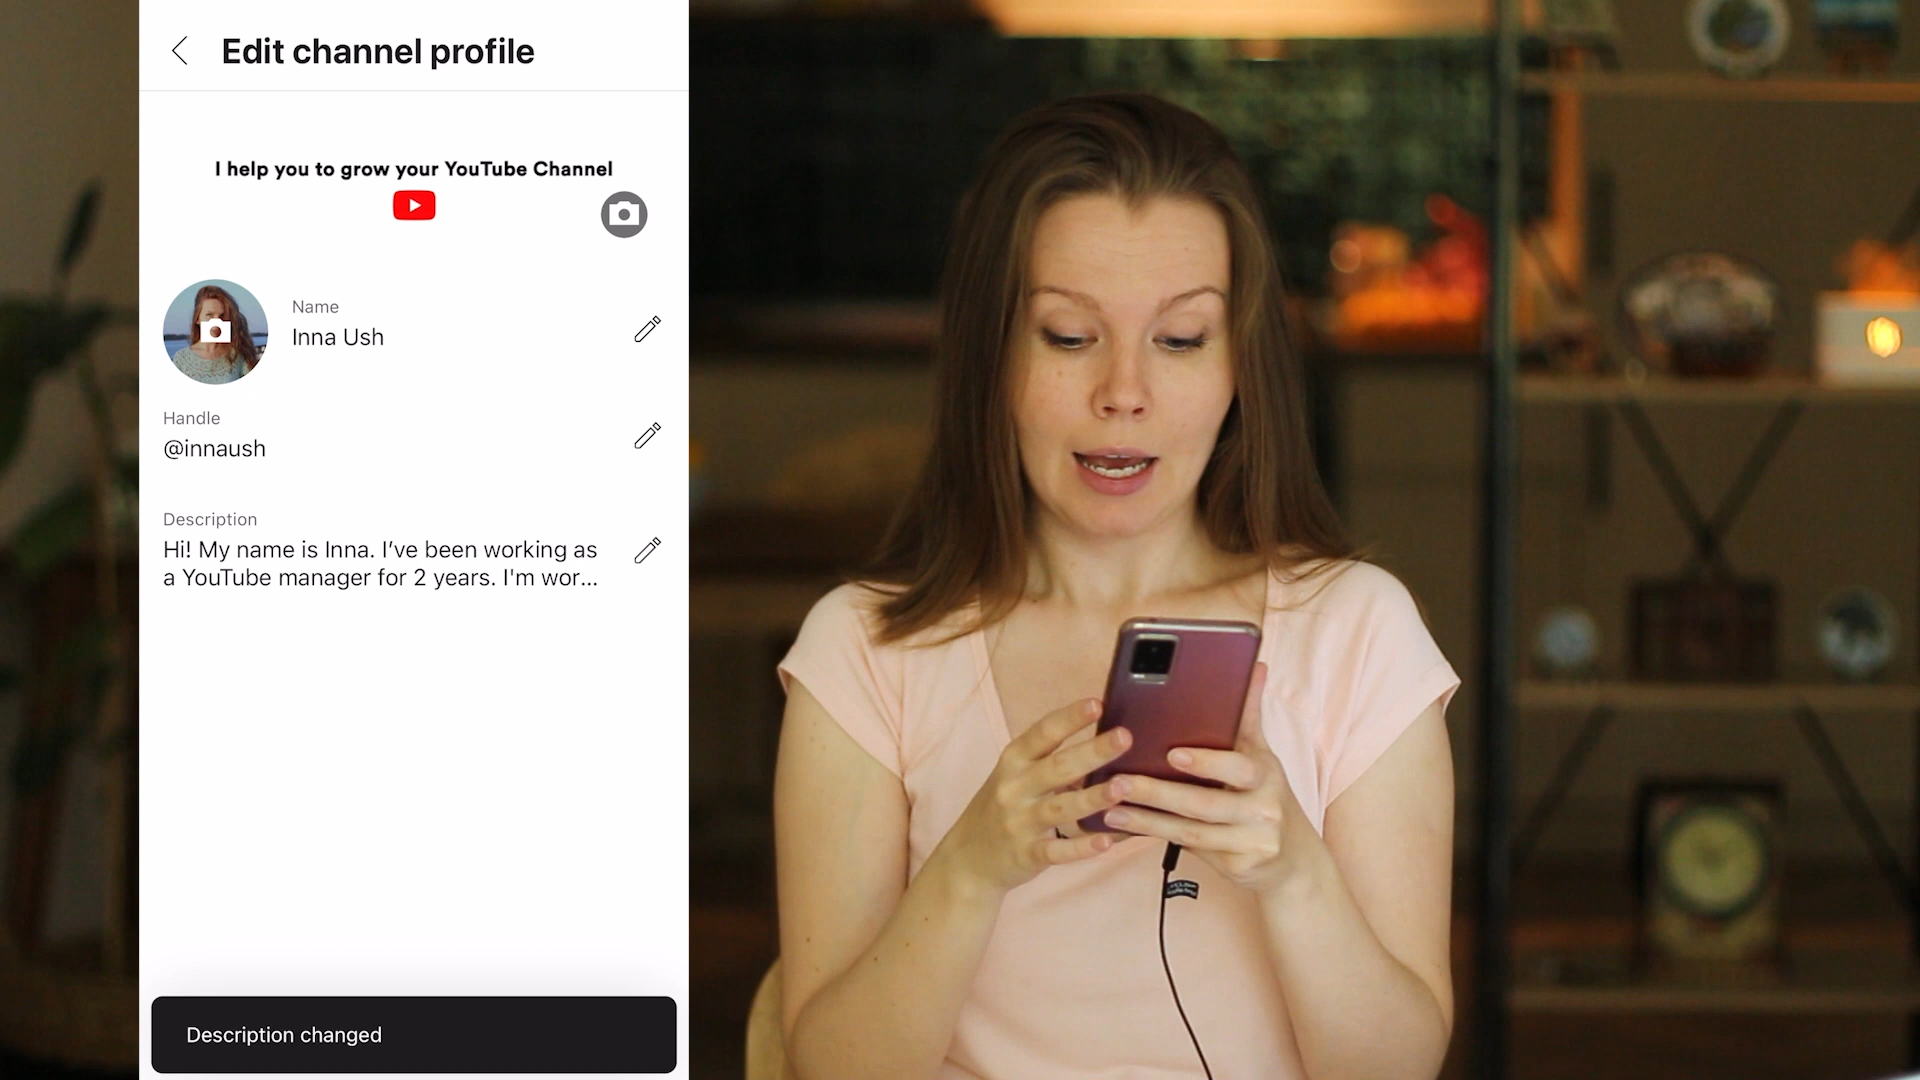 Edit channel profile
I help you to grow your YouTube Channel
Name
Inna Ush
Handle
@innaush
Description
Hi! My name is Inna. I’ve been working as
a YouTube manager for 2 years. I'm wor...
Description changed